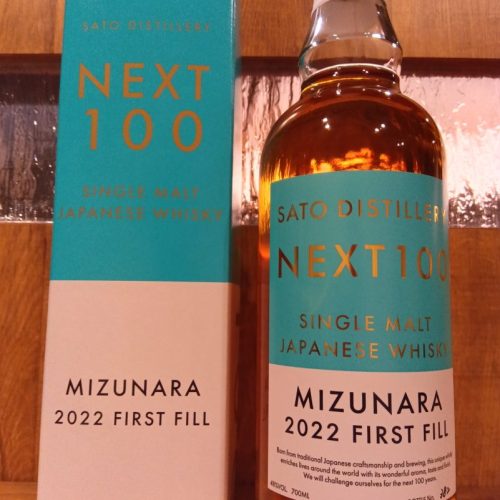 SATO DISTILLERY
NEXT
100
SINGLE MALT
JAPANESE WHISKY
MIZUNARA
2022 FIRST FILL
SATO DISTILLERY
NEXT100
SINGLE MALT
JAPANESE WHISKY
MIZUNARA
2022 FIRST FILL
Born from traditional Japanese craftsmanship and brewing, this unique whisky
enriches lives around the world with its wonderful aroma, taste and
We will challenge ourselves for the next 100 years.
700ML